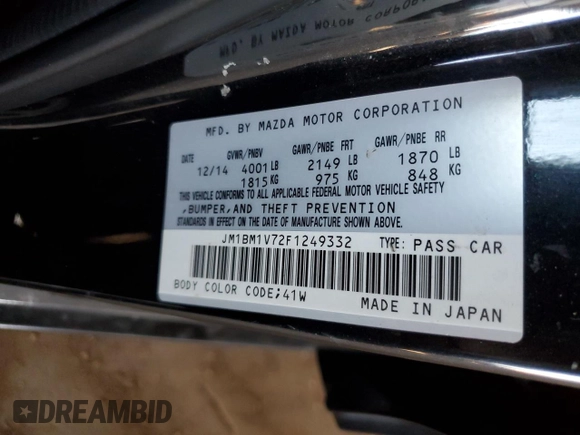 MFD. BY MAZDA MOTOR CORPORATION
DATE GVWR/PNBV GAWR/PNBE FRT GAWR/PNBE RR
12/14 4001 LB 2149 LB 1870 LB
1815 KG 975 KG 848 KG
THIS VEHICLE CONFORMS TO ALL APPLICABLE FEDERAL MOTOR VEHICLE SAFETY
,BUMPER,AND THEFT PREVENTION
STANDARDS IN EFFECT ON THE DATE OF MANUFACTURE SHOWN ABOVE.
JM1BM1V72F1249332 TYPE: PASS CAR
BODY COLOR CODE;41W
MADE IN JAPAN
DREAMBID